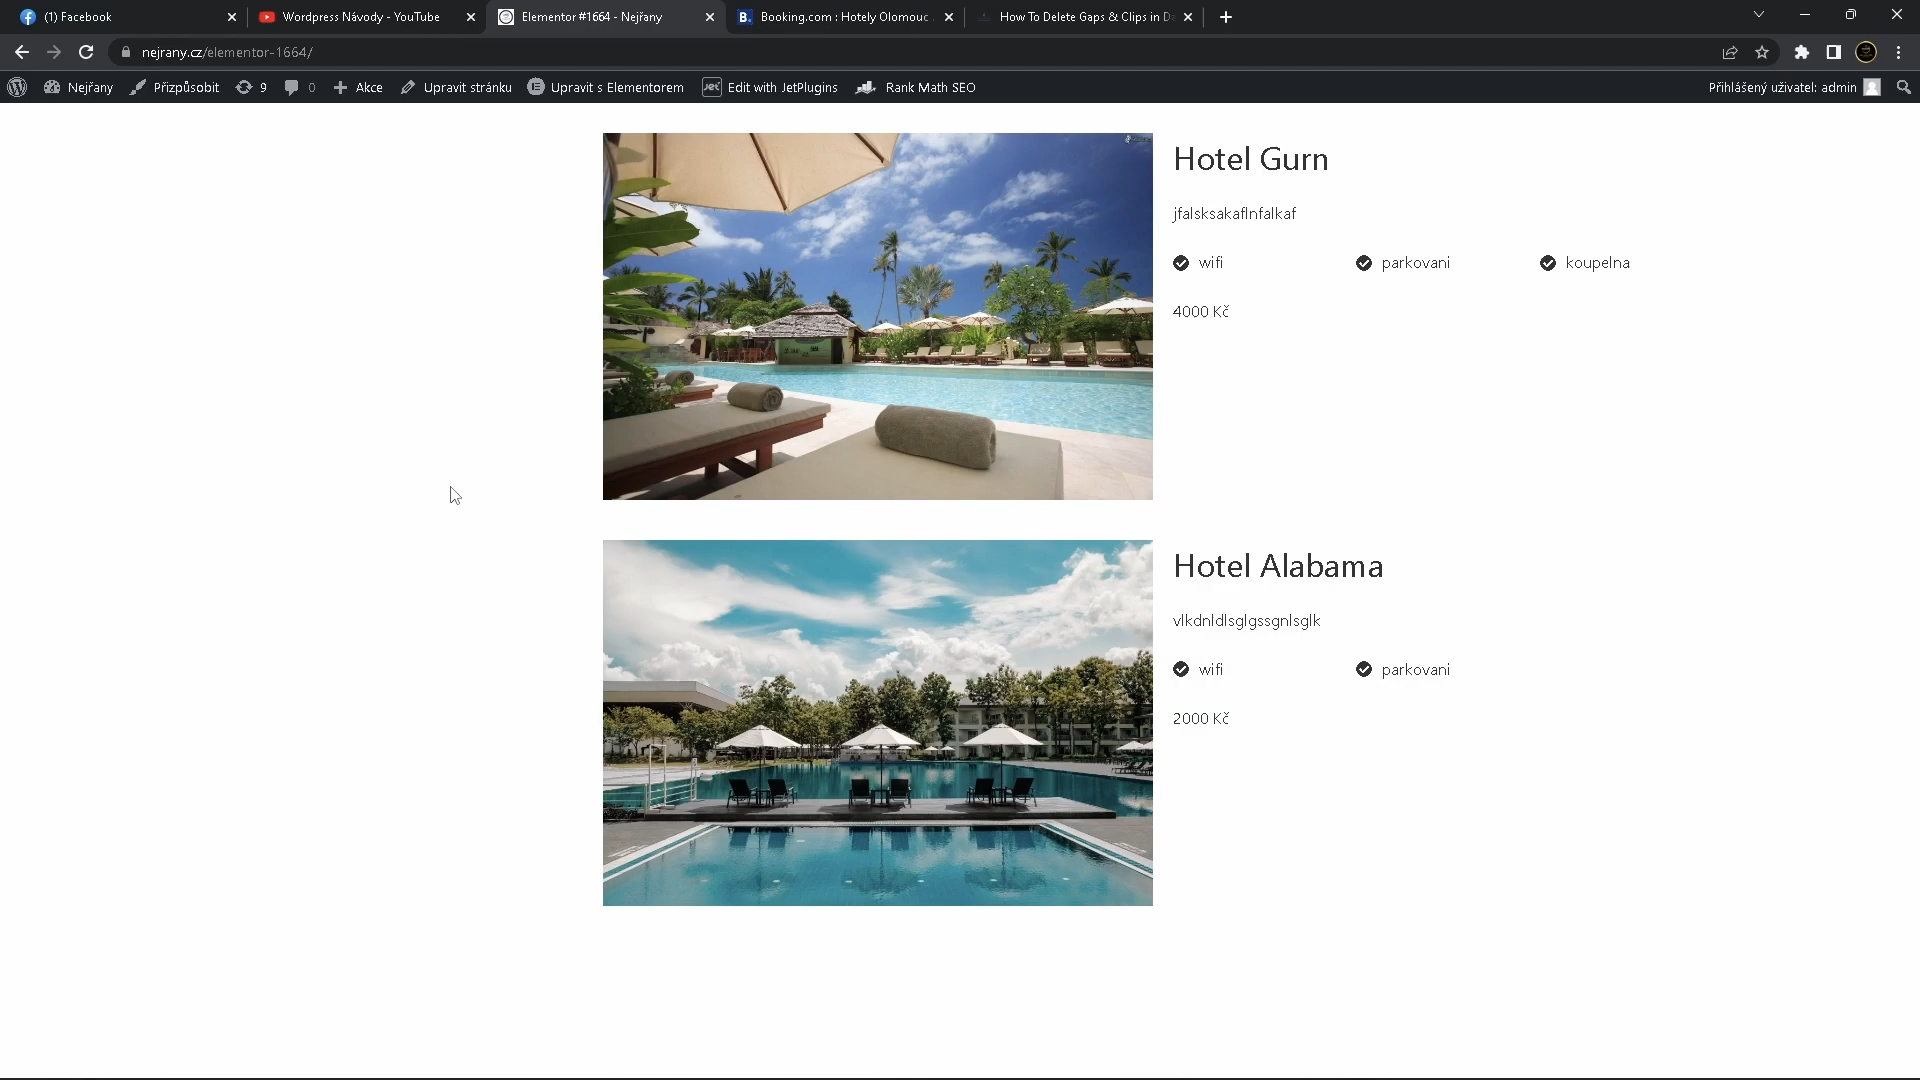 (1) Facebook
Wordpress Návody - YouTube
Elementor #1664 - Nejřany
Booking.com : Hotely Olomouc
How To Delete Gaps & Clips in Da
nejrany.cz/elementor-1664/
Nejřany
Přizpůsobit
9
0
Akce
Upravit stránku
Upravit s Elementorem
Edit with JetPlugins
Rank Math SEO
Přihlášený uživatel: admin
Hotel Gurn
jfalsksakaflnfalkaf
wifi
parkovani
koupelna
4000 Kč
Hotel Alabama
vlkdnldlsglgssgnlsglk
wifi
parkovani
2000 Kč